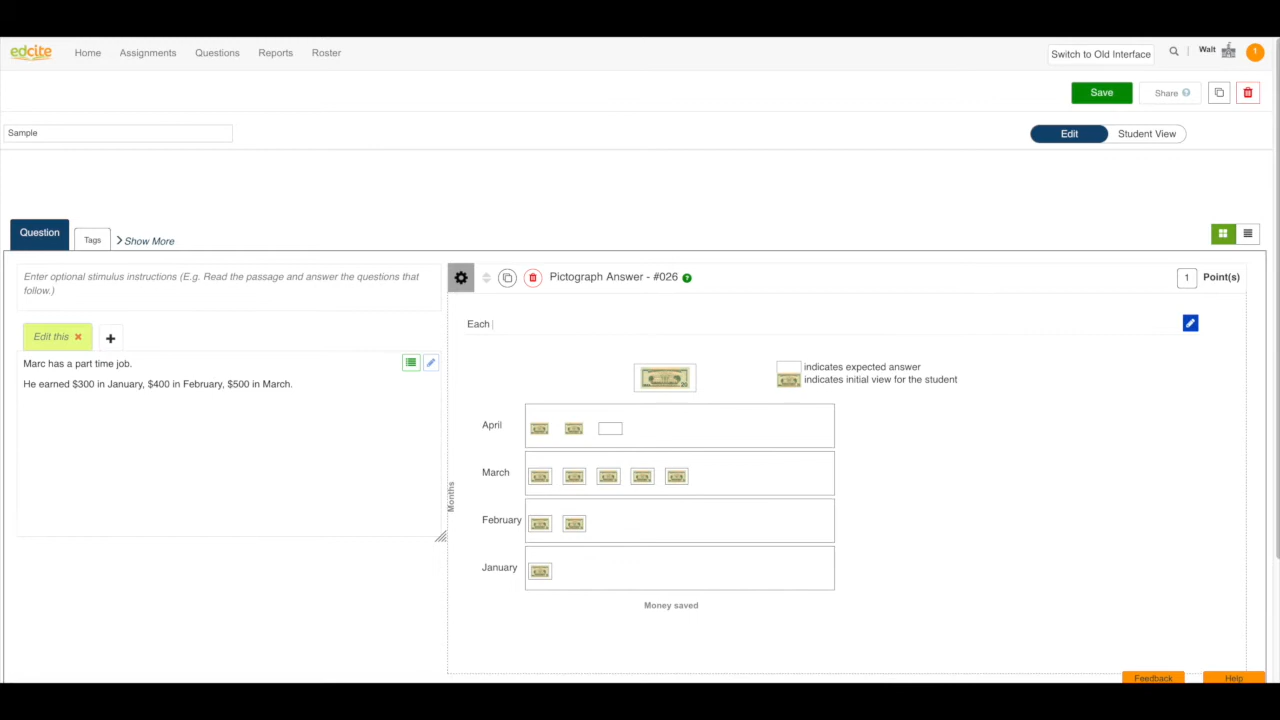 edcite Home Assignments Questions Reports Roster Switch to Old Interface Walt 1
Save Share ?
Sample Edit Student View
Question Tags Show More
Enter optional stimulus instructions (E.g. Read the passage and answer the questions that
follow.)
Pictograph Answer - #026 ? 1 Point(s)
Edit this
Each
Marc has a part time job.
He earned $300 in January, $400 in February, $500 in March.
indicates expected answer
indicates initial view for the student
April
March
February
January
Months
Money saved
Feedback Help